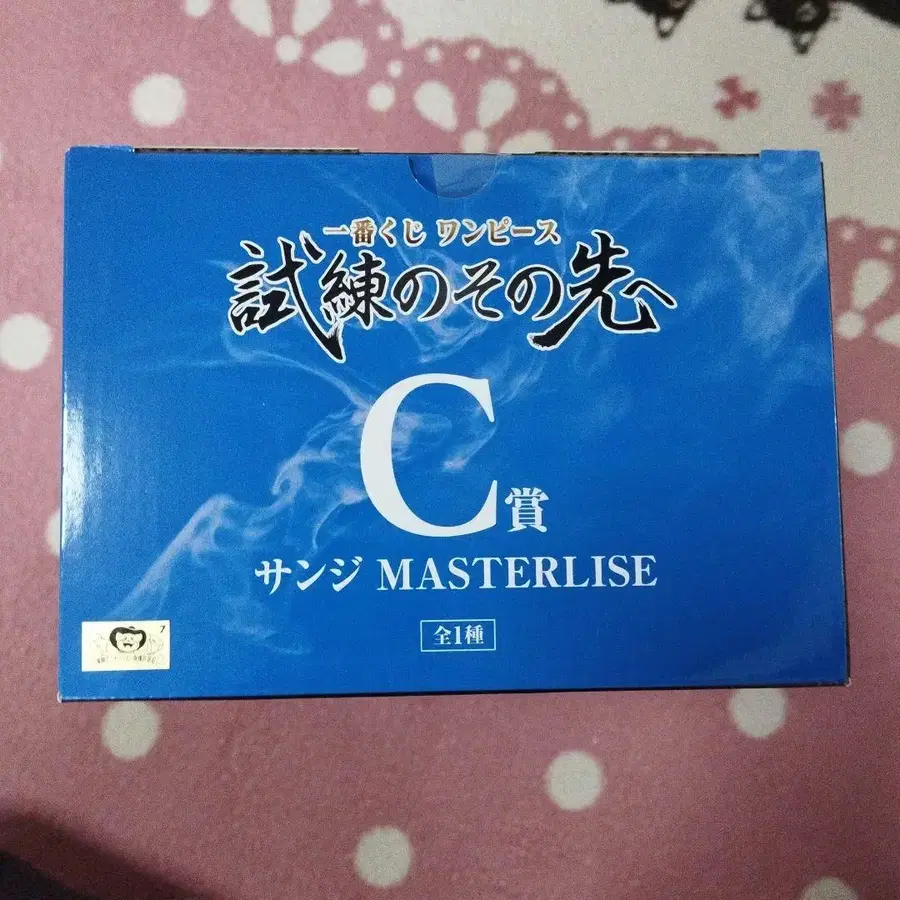 一番くじ ワンピース
試練のその先へ
C賞
サンジ MASTERLISE
全1種
7